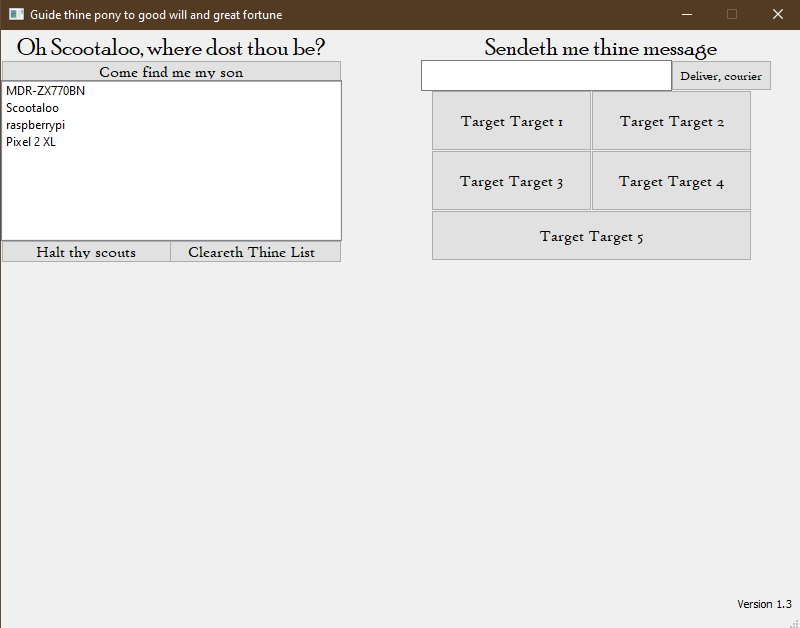 Guide thine pony to good will and great fortune
Oh Scootaloo, where dost thou be?
Come find me my son
MDR-ZX770BN
Scootaloo
raspberrypi
Pixel 2 XL
Halt thy scouts
Cleareth Thine List
Sendeth me thine message
Deliver, courier
Target Target 1
Target Target 2
Target Target 3
Target Target 4
Target Target 5
Version 1.3